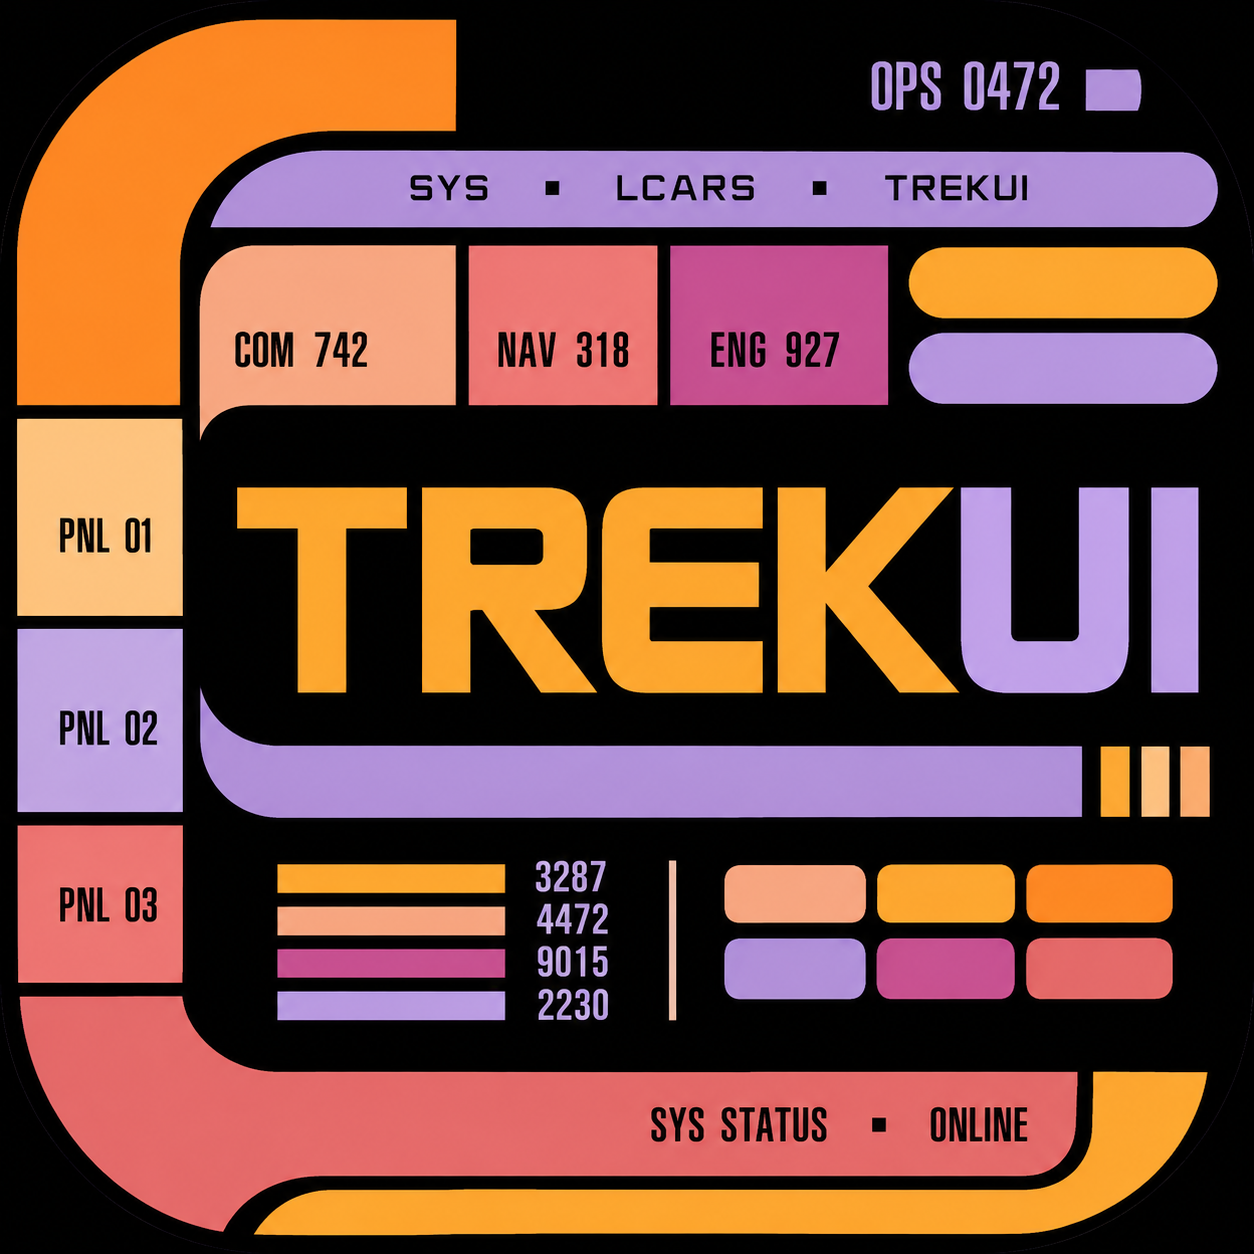 OPS 0472
SYS ▪ LCARS ▪ TREKUI
COM 742
NAV 318
ENG 927
PNL 01
TREKUI
PNL 02
PNL 03
3287
4472
9015
2230
SYS STATUS ▪ ONLINE